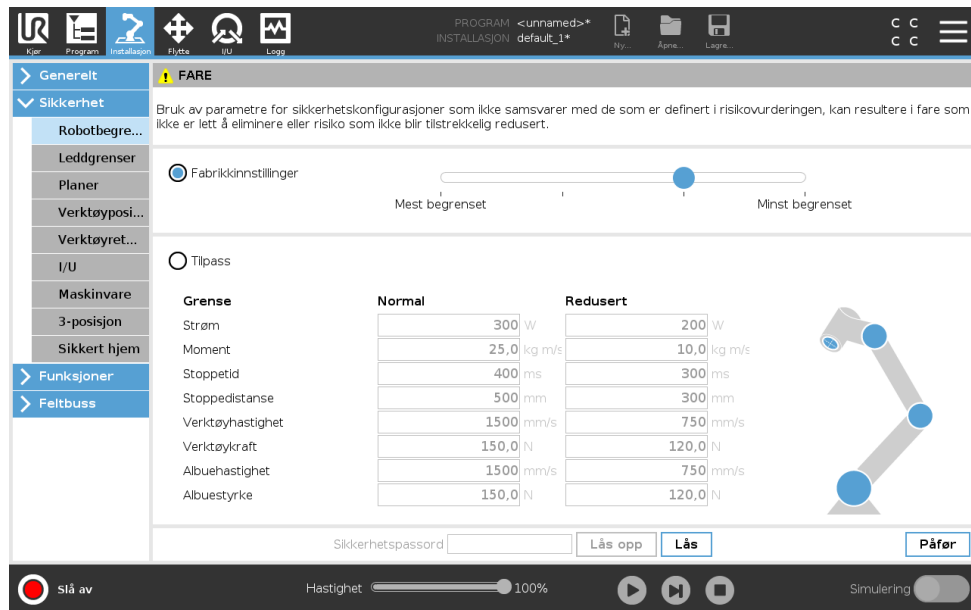 UR
PROGRAM <unnamed>*
INSTALLASJON default_1*
C C
C C
Kjør Program Installasjon Flytte I/U Logg Ny... Åpne... Lagre...
Generelt
Sikkerhet
Robotbegre...
Leddgrenser
Planer
Verktøyposi...
Verktøyret...
I/U
Maskinvare
3-posisjon
Sikkert hjem
Funksjoner
Feltbuss
FARE
Bruk av parametre for sikkerhetskonfigurasjoner som ikke samsvarer med de som er definert i risikovurderingen, kan resultere i fare som
ikke er lett å eliminere eller risiko som ikke blir tilstrekkelig redusert.
Fabrikkinnstillinger
Mest begrenset Minst begrenset
Tilpass
Grense Normal Redusert
Strøm 300 W 200 W
Moment 25,0 kg m/s 10,0 kg m/s
Stoppetid 400 ms 300 ms
Stoppedistanse 500 mm 300 mm
Verktøyhastighet 1500 mm/s 750 mm/s
Verktøykraft 150,0 N 120,0 N
Albuehastighet 1500 mm/s 750 mm/s
Albuestyrke 150,0 N 120,0 N
Sikkerhetspassord Lås opp Lås Påfør
Slå av Hastighet 100% Simulering